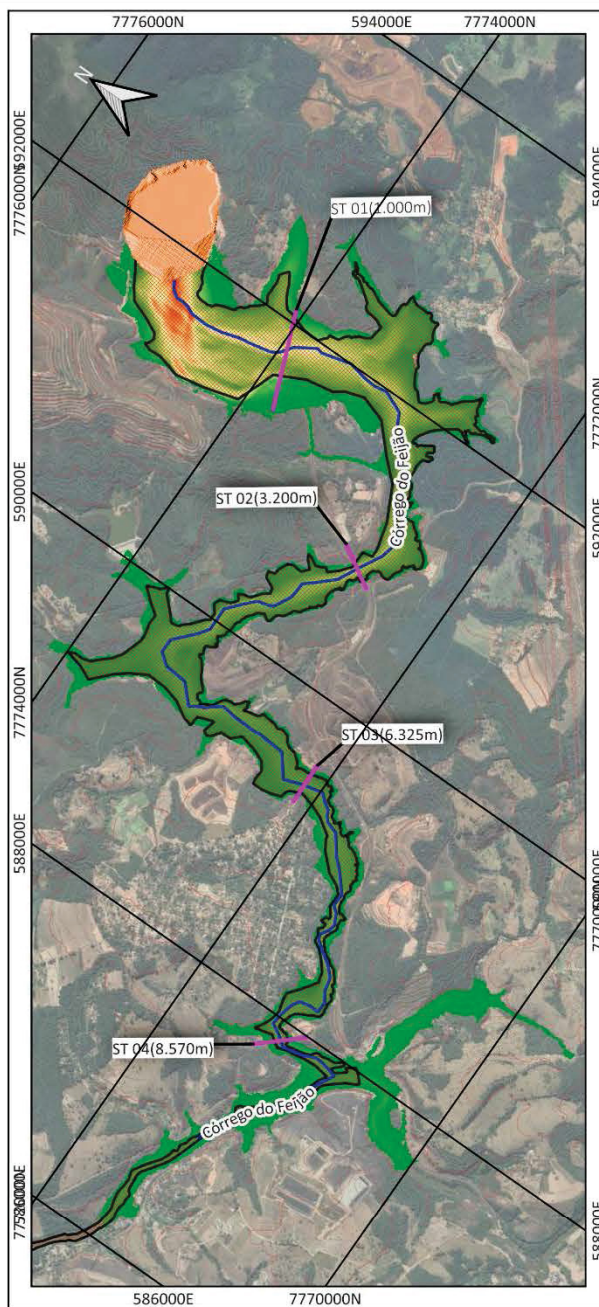 7776000N
594000E
7774000N
N
592000E
7776000N
594000E
ST 01(1.000m)
7772000N
Córrego do Feijão
590000E
ST 02(3.200m)
592000E
7774000N
ST 03(6.325m)
588000E
ST 04(8.570m)
Córrego do Feijão
588000E
586000E
7770000N